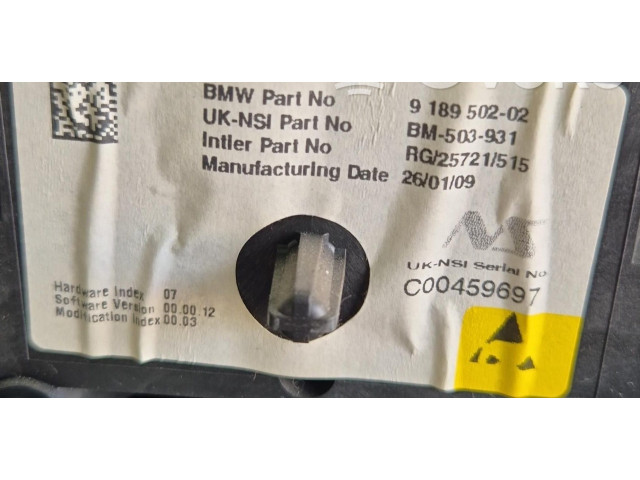 BMW Part No 9 189 502-02
UK-NSI Part No BM-503-931
Intier Part No RG/25721/515
Manufacturing Date 26/01/09
NS
UK-NSI Serial No
C00459697
Hardware Index 07
Software Version 00.00.12
Modification Index 00.03